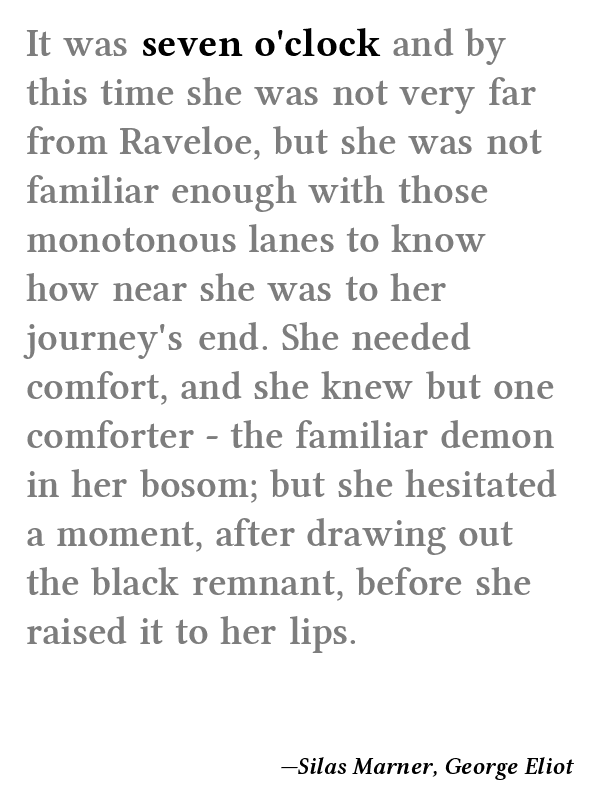 It was seven o'clock and by
this time she was not very far
from Raveloe, but she was not
familiar enough with those
monotonous lanes to know
how near she was to her
journey's end. She needed
comfort, and she knew but one
comforter - the familiar demon
in her bosom; but she hesitated
a moment, after drawing out
the black remnant, before she
raised it to her lips.
—Silas Marner, George Eliot